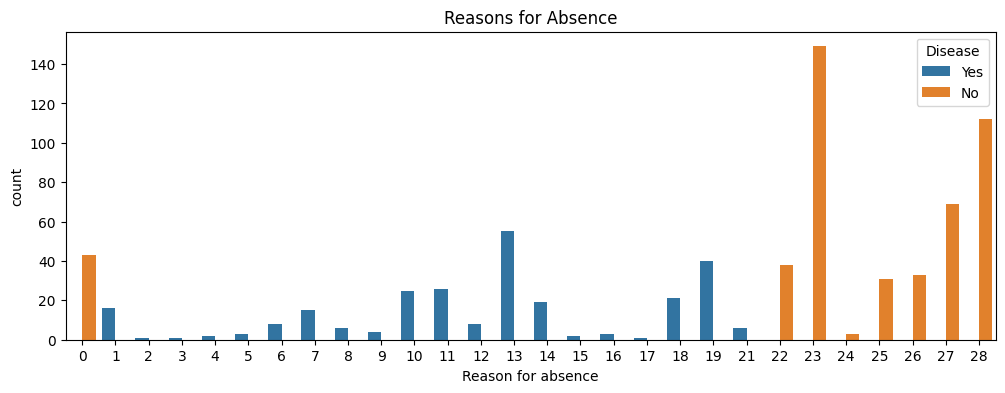 Reasons for Absence
Disease
Yes
No
count
140
120
100
80
60
40
20
0
0 1 2 3 4 5 6 7 8 9 10 11 12 13 14 15 16 17 18 19 21 22 23 24 25 26 27 28
Reason for absence